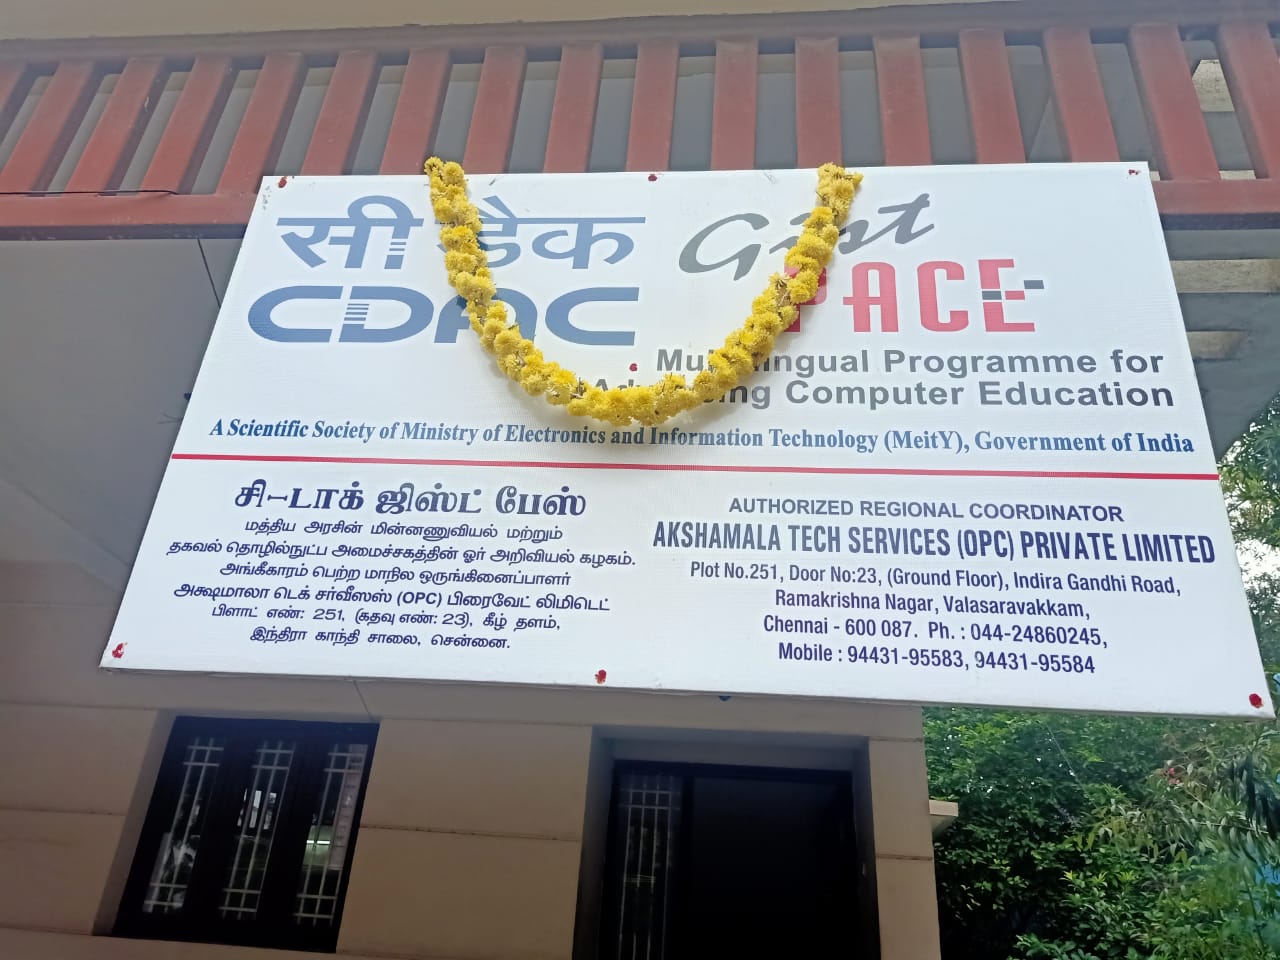 सी डैक
CDAC
Gist
PACE
Multilingual Programme for
Advancing Computer Education
A Scientific Society of Ministry of Electronics and Information Technology (MeitY), Government of India
சி-டாக் ஜிஸ்ட் பேஸ்
மத்திய அரசின் மின்னணுவியல் மற்றும்
தகவல் தொழில்நுட்ப அமைச்சகத்தின் ஓர் அறிவியல் கழகம்.
அங்கீகாரம் பெற்ற மாநில ஒருங்கினைப்பாளர்
அக்ஷமாலா டெக் சர்வீஸஸ் (OPC) பிரைவேட் லிமிடெட்
பிளாட் எண்: 251, (கதவு எண்: 23), கீழ் தளம்,
இந்திரா காந்தி சாலை, சென்னை.
AUTHORIZED REGIONAL COORDINATOR
AKSHAMALA TECH SERVICES (OPC) PRIVATE LIMITED
Plot No.251, Door No:23, (Ground Floor), Indira Gandhi Road,
Ramakrishna Nagar, Valasaravakkam,
Chennai - 600 087. Ph. : 044-24860245,
Mobile : 94431-95583, 94431-95584